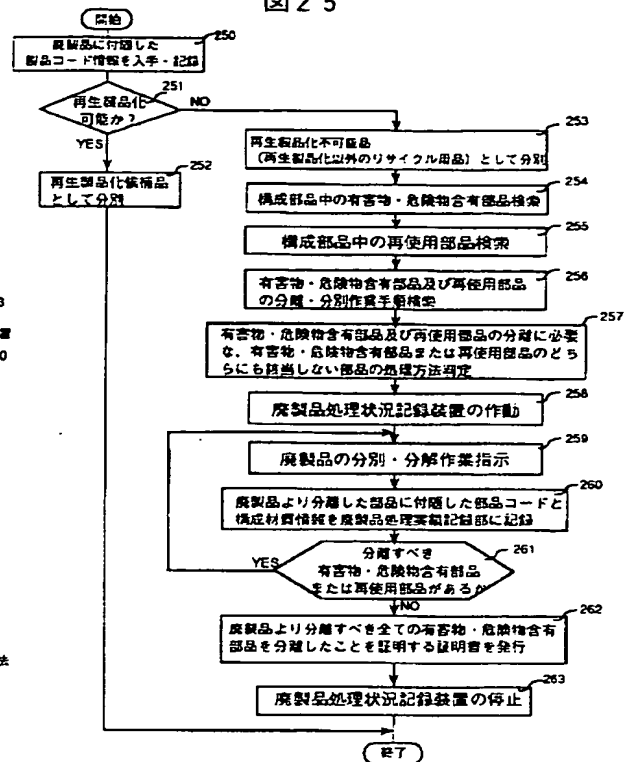 図25
開始
250
廃製品に付随した
製品コード情報を入手・記録
251
再生製品化
可能か?
NO
YES
252
再生製品化候補品
として分別
253
再生製品化不可能品
(再生製品化以外のリサイクル用品)として分別
254
構成部品中の有害物・危険物含有部品検索
255
構成部品中の再使用部品検索
256
有害物・危険物含有部品及び再使用部品
の分離・分別作業手順検索
257
有害物・危険物含有部品及び再使用部品の分離に必要
な、有害物・危険物含有部品または再使用部品のどち
らにも該当しない部品の処理方法判定
258
廃製品処理状況記録装置の作動
259
廃製品の分別・分解作業指示
260
廃製品より分離した部品に付随した部品コードと
構成材質情報を廃製品処理実績記録部に記録
261
分離すべき
有害物・危険物含有部品
または再使用部品があるか
YES
NO
262
廃製品より分離すべき全ての有害物・危険物含有
部品を分離したことを証明する証明書を発行
263
廃製品処理状況記録装置の停止
終了
3
置
0
法